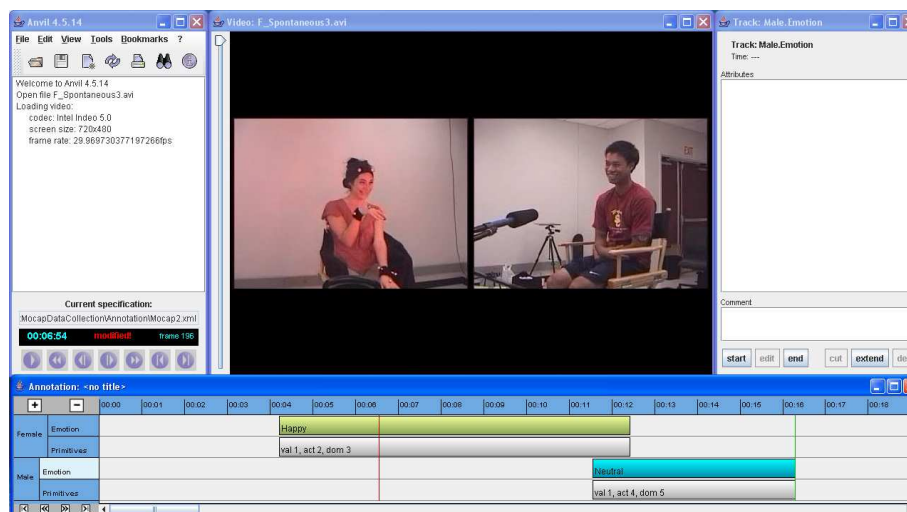 Anvil 4.5.14
File Edit View Tools Bookmarks ?
Welcome to Anvil 4.5.14
Open file F_Spontaneous3.avi
Loading video:
codec: Intel Indeo 5.0
screen size: 720x480
frame rate: 29.969730377197266fps
Current specification:
MocapDataCollection\Annotation\Mocap2.xml
00:06:54 modified! frame 196
Video: F_Spontaneous3.avi
EXIT
Track: Male.Emotion
Track: Male.Emotion
Time: ---
Attributes
Comment
start edit end cut extend de
Annotation: <no title>
+ - 00:00 00:01 00:02 00:03 00:04 00:05 00:06 00:07 00:08 00:09 00:10 00:11 00:12 00:13 00:14 00:15 00:16 00:17 00:18
Female Emotion Happy
Primitives val 1, act 2, dom 3
Male Emotion Neutral
Primitives val 1, act 4, dom 5